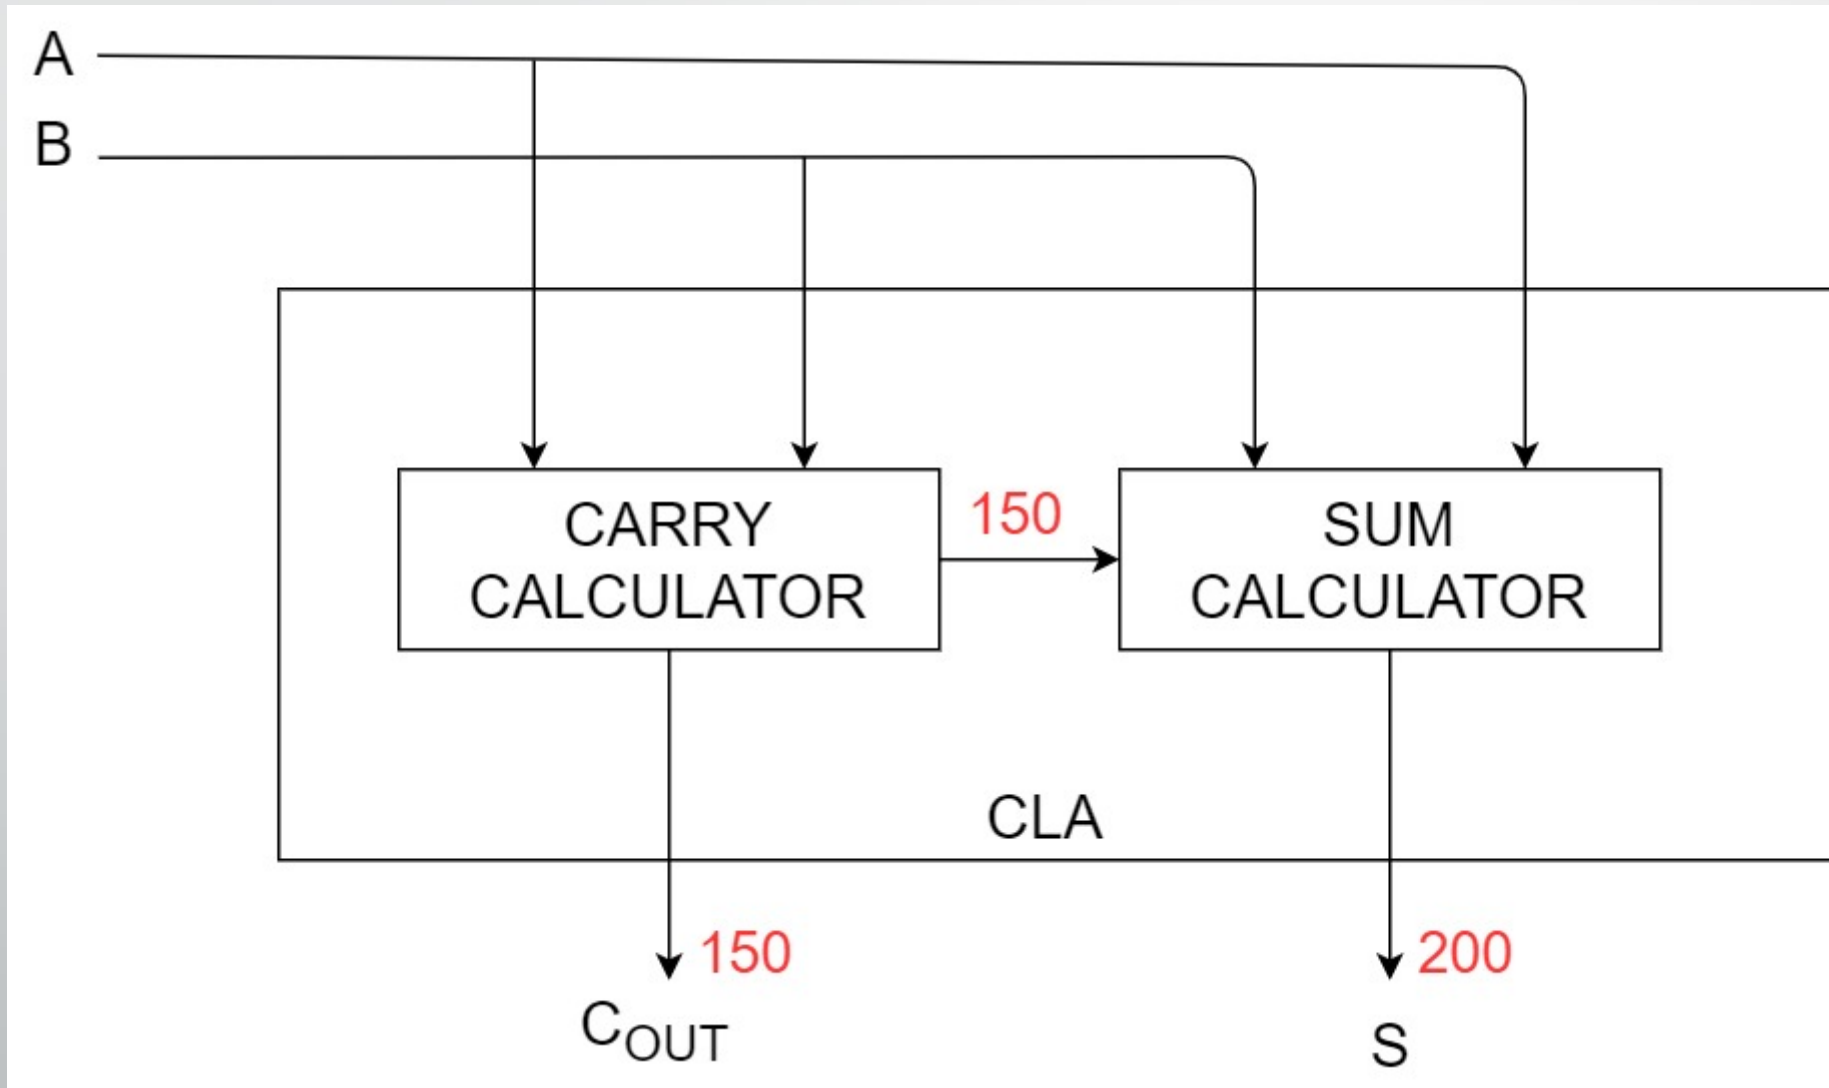 A
B
CARRY
CALCULATOR
150
SUM
CALCULATOR
CLA
150
200
COUT
S